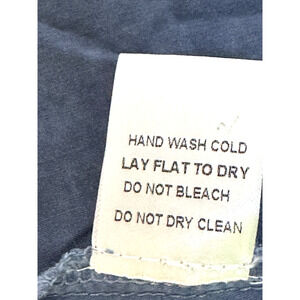 HAND WASH COLD
LAY FLAT TO DRY
DO NOT BLEACH
DO NOT DRY CLEAN